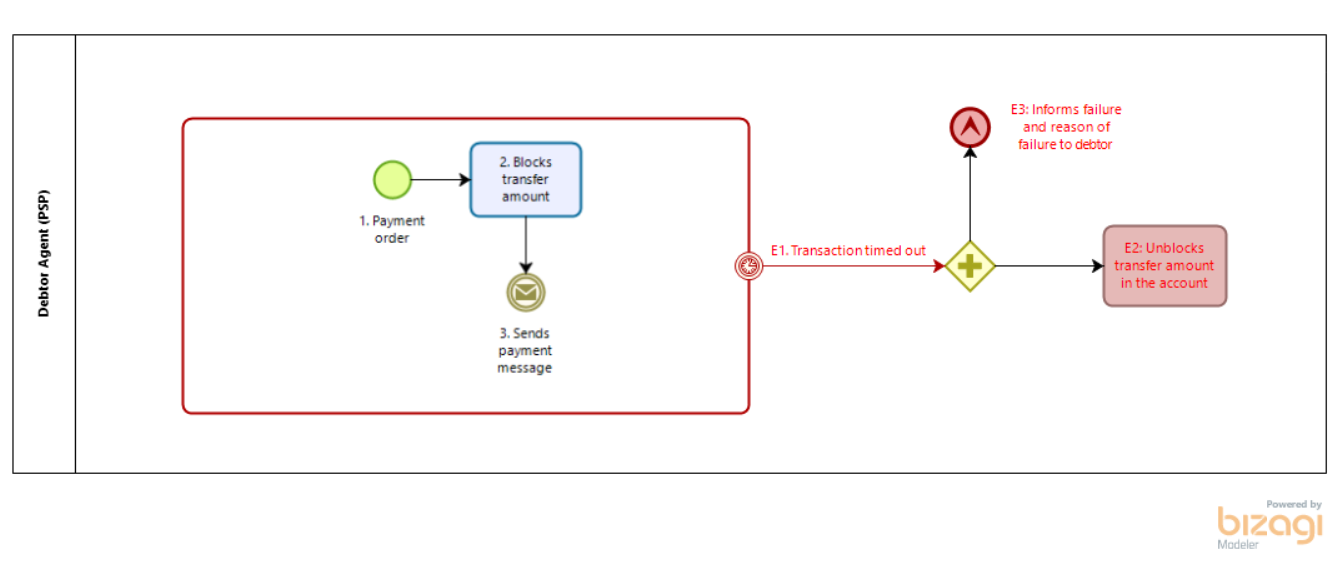 Debtor Agent (PSP)
1. Payment
order
2. Blocks
transfer
amount
3. Sends
payment
message
E1. Transaction timed out
E3: Informs failure
and reason of
failure to debtor
E2: Unblocks
transfer amount
in the account
Powered by
bizagi
Modeler